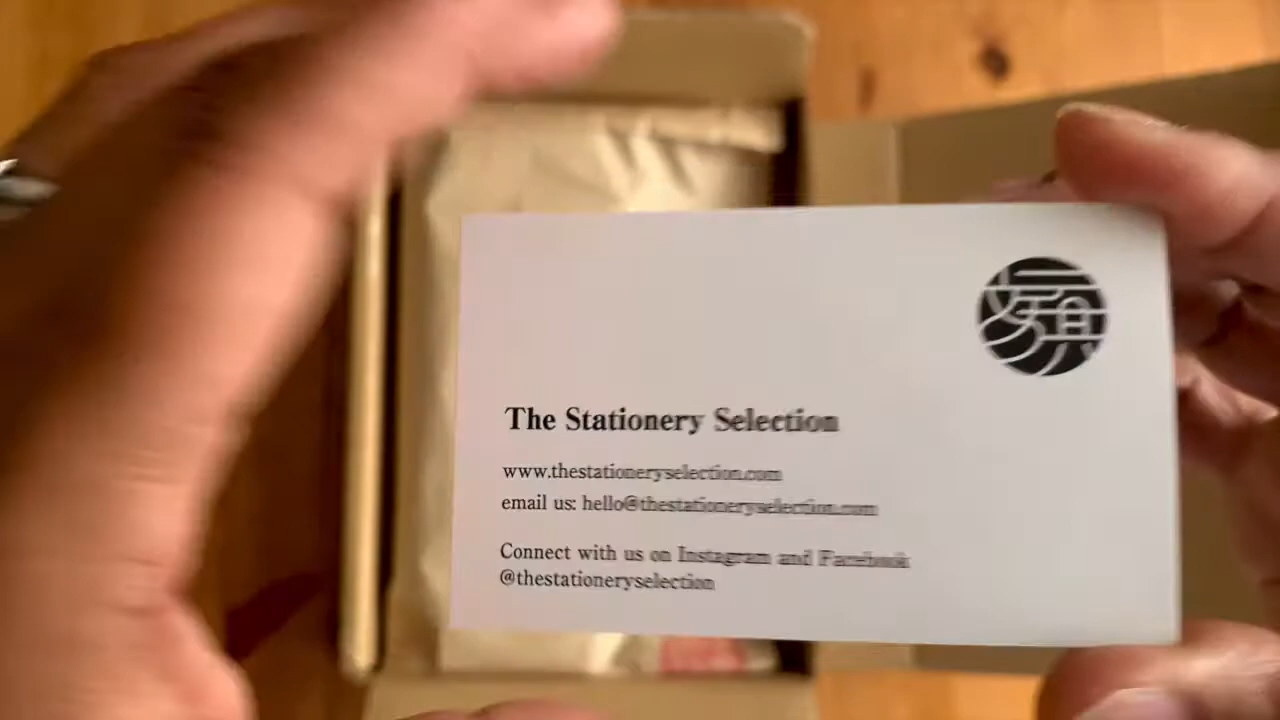 The Stationery Selection
www.thestationeryselection.com
email us: hello@thestationeryselection.com
Connect with us on Instagram and Facebook
@thestationeryselection